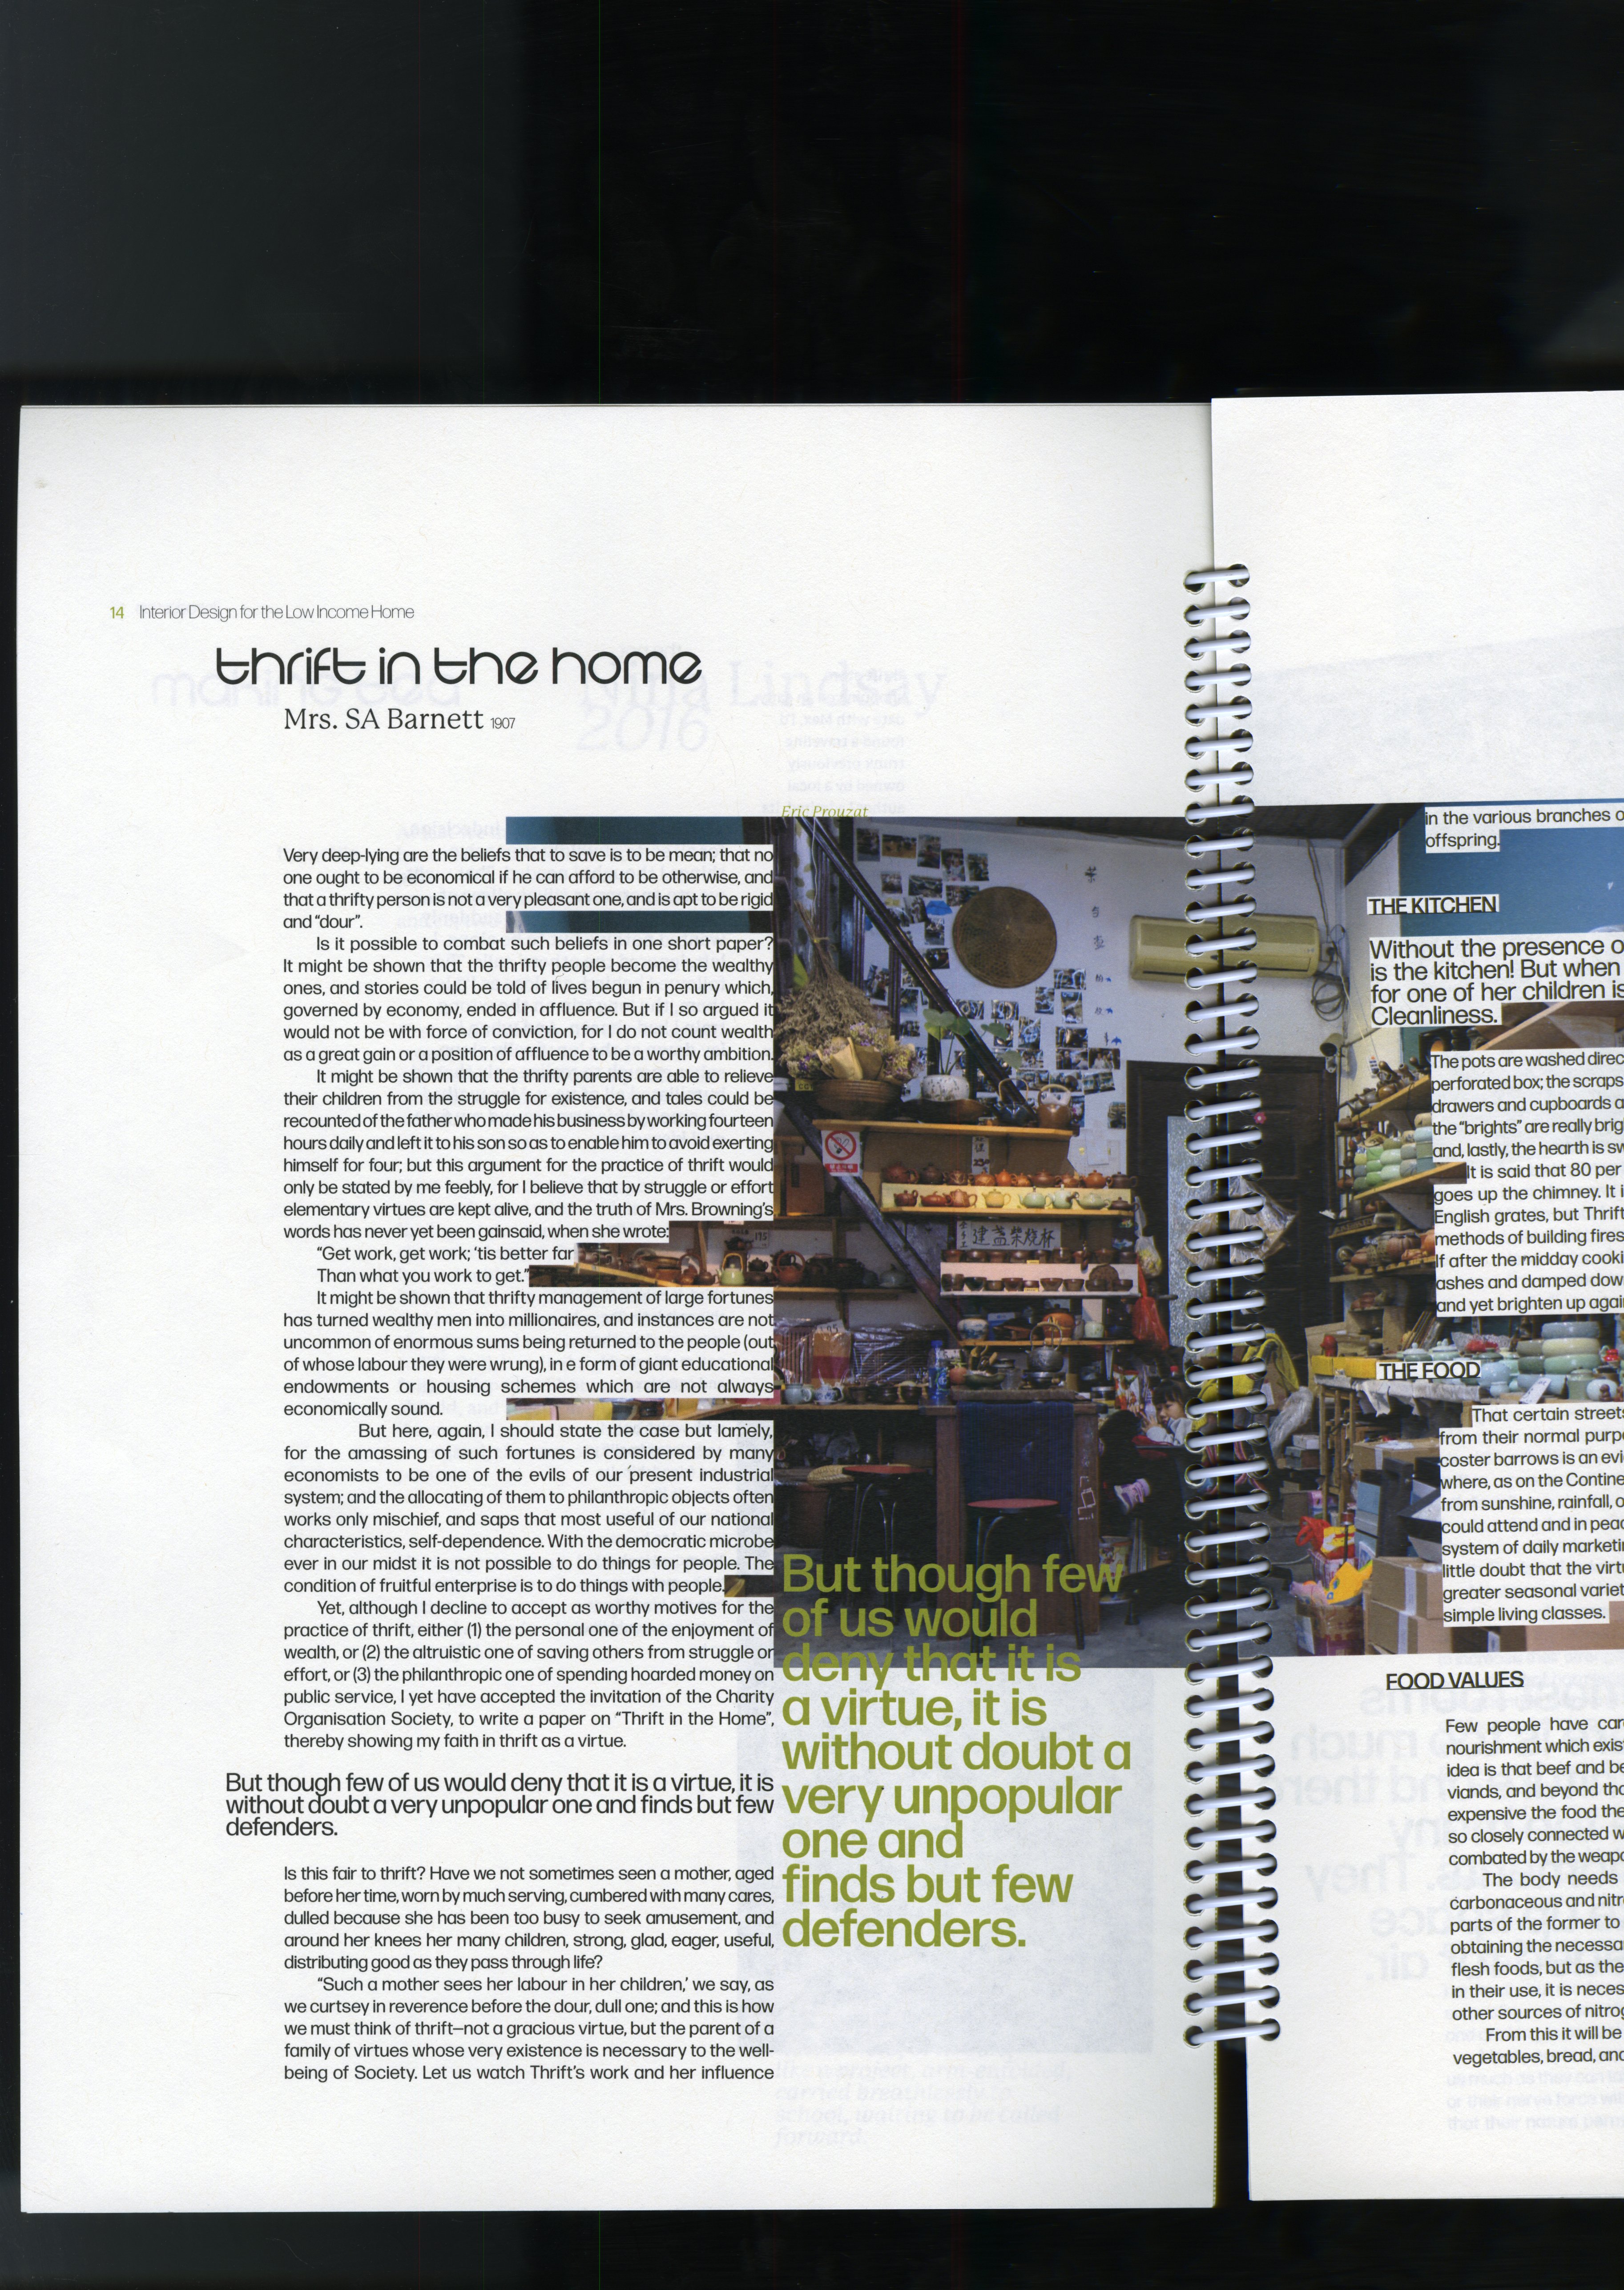 14 Interior Design for the Low Income Home
thrift in the home
Mrs. SA Barnett 1907
Eric Prouzat
Very deep-lying are the beliefs that to save is to be mean; that no
one ought to be economical if he can afford to be otherwise, and
that a thrifty person is not a very pleasant one, and is apt to be rigid
and “dour”.
Is it possible to combat such beliefs in one short paper?
It might be shown that the thrifty people become the wealthy
ones, and stories could be told of lives begun in penury which,
governed by economy, ended in affluence. But if I so argued it
would not be with force of conviction, for I do not count wealth
as a great gain or a position of affluence to be a worthy ambition.
It might be shown that the thrifty parents are able to relieve
their children from the struggle for existence, and tales could be
recounted of the father who made his business by working fourteen
hours daily and left it to his son so as to enable him to avoid exerting
himself for four; but this argument for the practice of thrift would
only be stated by me feebly, for I believe that by struggle or effort
elementary virtues are kept alive, and the truth of Mrs. Browning’s
words has never yet been gainsaid, when she wrote:
“Get work, get work; ‘tis better far
Than what you work to get.”
It might be shown that thrifty management of large fortunes
has turned wealthy men into millionaires, and instances are not
uncommon of enormous sums being returned to the people (out
of whose labour they were wrung), in e form of giant educational
endowments or housing schemes which are not always
economically sound.
But here, again, I should state the case but lamely,
for the amassing of such fortunes is considered by many
economists to be one of the evils of our present industrial
system; and the allocating of them to philanthropic objects often
works only mischief, and saps that most useful of our national
characteristics, self-dependence. With the democratic microbe
ever in our midst it is not possible to do things for people. The
condition of fruitful enterprise is to do things with people.
Yet, although I decline to accept as worthy motives for the
practice of thrift, either (1) the personal one of the enjoyment of
wealth, or (2) the altruistic one of saving others from struggle or
effort, or (3) the philanthropic one of spending hoarded money on
public service, I yet have accepted the invitation of the Charity
Organisation Society, to write a paper on “Thrift in the Home”,
thereby showing my faith in thrift as a virtue.
But though few of us would deny that it is a virtue, it is
without doubt a very unpopular one and finds but few
defenders.
Is this fair to thrift? Have we not sometimes seen a mother, aged
before her time, worn by much serving, cumbered with many cares,
dulled because she has been too busy to seek amusement, and
around her knees her many children, strong, glad, eager, useful,
distributing good as they pass through life?
“Such a mother sees her labour in her children,’ we say, as
we curtsey in reverence before the dour, dull one; and this is how
we must think of thrift—not a gracious virtue, but the parent of a
family of virtues whose very existence is necessary to the well-
being of Society. Let us watch Thrift’s work and her influence
建盏柴烧杯
But though few
of us would
deny that it is
a virtue, it is
without doubt a
very unpopular
one and
finds but few
defenders.
in the various branches o
offspring.
THE KITCHEN
Without the presence o
is the kitchen! But when
for one of her children is
Cleanliness.
The pots are washed direc
perforated box; the scraps
drawers and cupboards a
the “brights” are really brig
and, lastly, the hearth is sw
It is said that 80 per
goes up the chimney. It i
English grates, but Thrift
methods of building fires
If after the midday cooki
ashes and damped dow
and yet brighten up agai
THE FOOD
That certain streets
from their normal purp
coster barrows is an evi
where, as on the Contine
from sunshine, rainfall, o
could attend and in peac
system of daily marketin
little doubt that the virtu
greater seasonal variet
simple living classes.
FOOD VALUES
Few people have car
nourishment which exis
idea is that beef and be
viands, and beyond tho
expensive the food the
so closely connected w
combated by the weapo
The body needs
carbonaceous and nitro
parts of the former to
obtaining the necessa
flesh foods, but as the
in their use, it is neces
other sources of nitrog
From this it will be
vegetables, bread, and